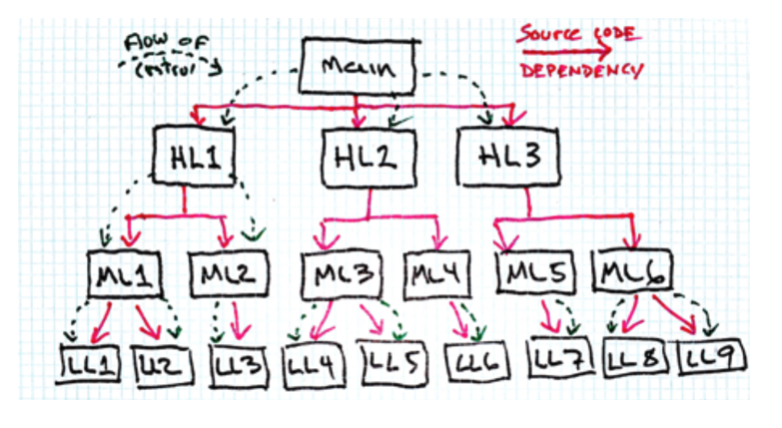 flow of
control
Source CODE
DEPENDENCY
Main
HL1 HL2 HL3
ML1 ML2 ML3 ML4 ML5 ML6
LL1 LL2 LL3 LL4 LL5 LL6 LL7 LL8 LL9